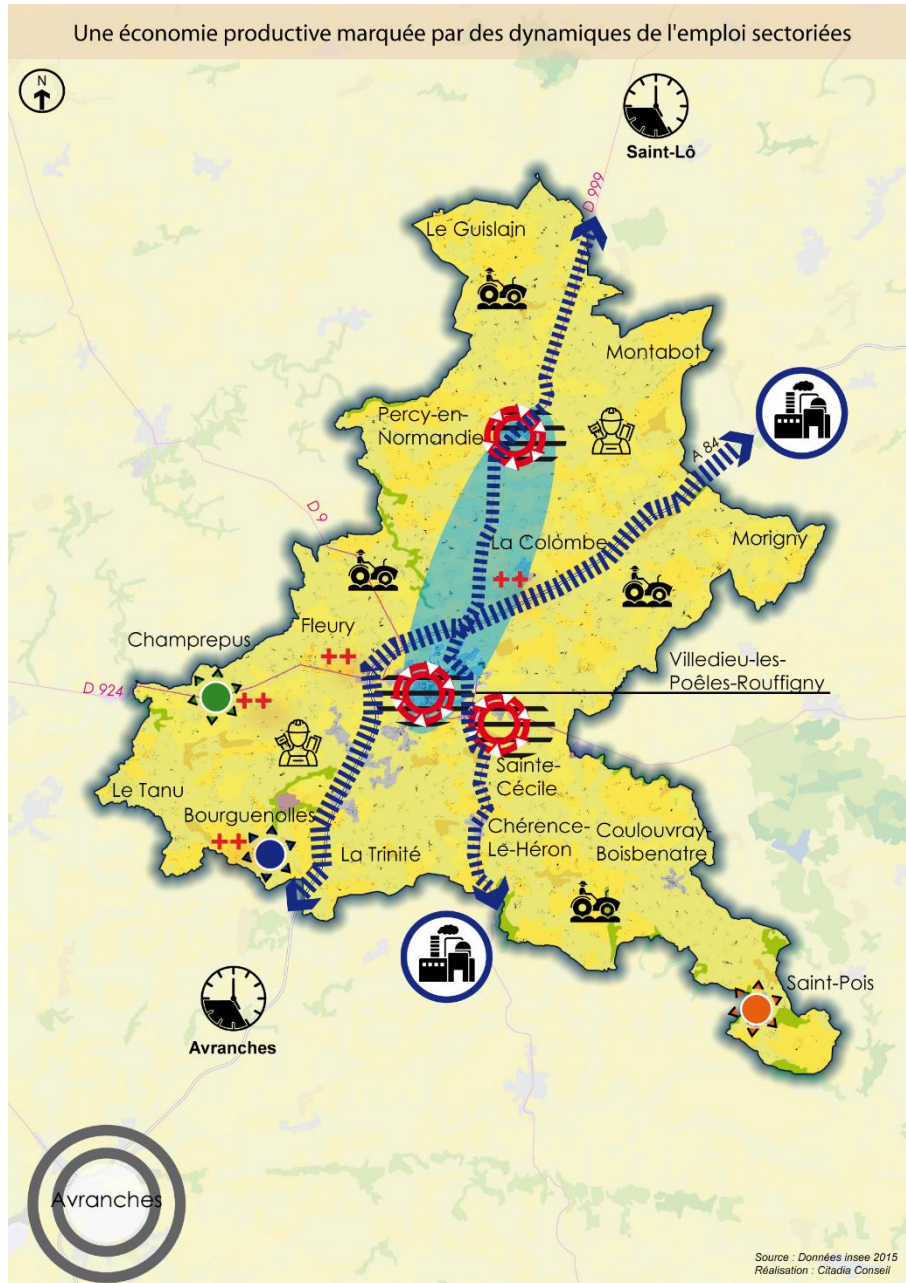 Une économie productive marquée par des dynamiques de l'emploi sectoriées
N
Saint-Lô
D 999
Le Guislain
Montabot
Percy-en-
Normandie
A 84
D 9
La Colombe
Morigny
Champrepus
Fleury
++
++
Villedieu-les-
Poêles-Rouffigny
D 924
++
Le Tanu
Sainte-
Cécile
Bourguenolles
++
La Trinité
Chérence-
Le-Héron
Coulouvray-
Boisbenatre
Saint-Pois
Avranches
Avranches
Source : Données insee 2015
Réalisation : Citadia Conseil